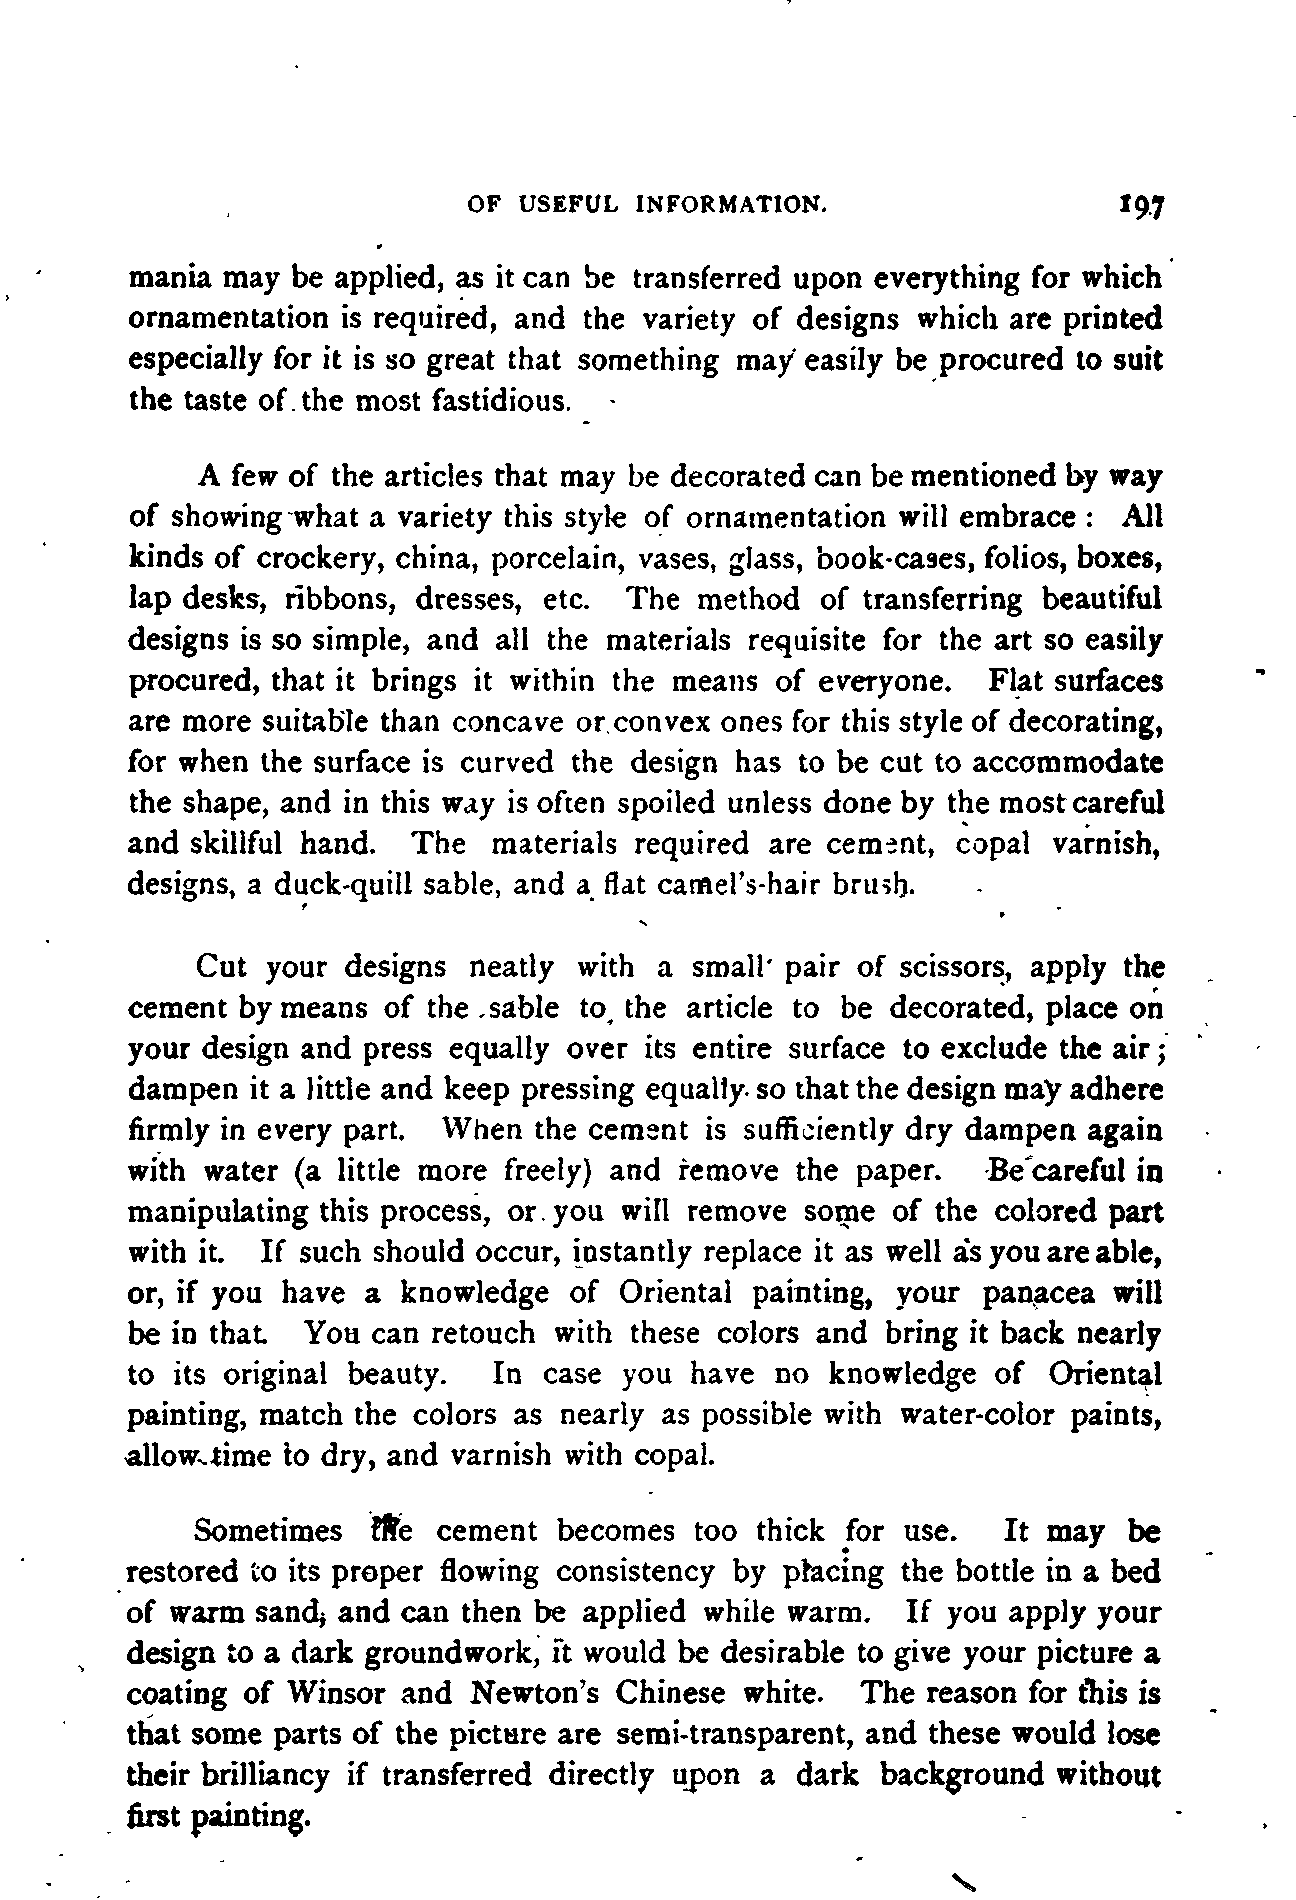 OF USEFUL INFORMATION. 197
mania may be applied, as it can be transferred upon everything for which
ornamentation is required, and the variety of designs which are printed
especially for it is so great that something may easily be procured to suit
the taste of the most fastidious.
A few of the articles that may be decorated can be mentioned by way
of showing what a variety this style of ornamentation will embrace : All
kinds of crockery, china, porcelain, vases, glass, book-cases, folios, boxes,
lap desks, ribbons, dresses, etc. The method of transferring beautiful
designs is so simple, and all the materials requisite for the art so easily
procured, that it brings it within the means of everyone. Flat surfaces
are more suitable than concave or convex ones for this style of decorating,
for when the surface is curved the design has to be cut to accommodate
the shape, and in this way is often spoiled unless done by the most careful
and skillful hand. The materials required are cement, copal varnish,
designs, a duck-quill sable, and a flat camel's-hair brush.
Cut your designs neatly with a small pair of scissors, apply the
cement by means of the sable to the article to be decorated, place on
your design and press equally over its entire surface to exclude the air ;
dampen it a little and keep pressing equally so that the design may adhere
firmly in every part. When the cement is sufficiently dry dampen again
with water (a little more freely) and remove the paper. Be careful in
manipulating this process, or you will remove some of the colored part
with it. If such should occur, instantly replace it as well as you are able,
or, if you have a knowledge of Oriental painting, your panacea will
be in that. You can retouch with these colors and bring it back nearly
to its original beauty. In case you have no knowledge of Oriental
painting, match the colors as nearly as possible with water-color paints,
allow time to dry, and varnish with copal.
Sometimes the cement becomes too thick for use. It may be
restored to its proper flowing consistency by placing the bottle in a bed
of warm sand, and can then be applied while warm. If you apply your
design to a dark groundwork, it would be desirable to give your picture a
coating of Winsor and Newton's Chinese white. The reason for this is
that some parts of the picture are semi-transparent, and these would lose
their brilliancy if transferred directly upon a dark background without
first painting.